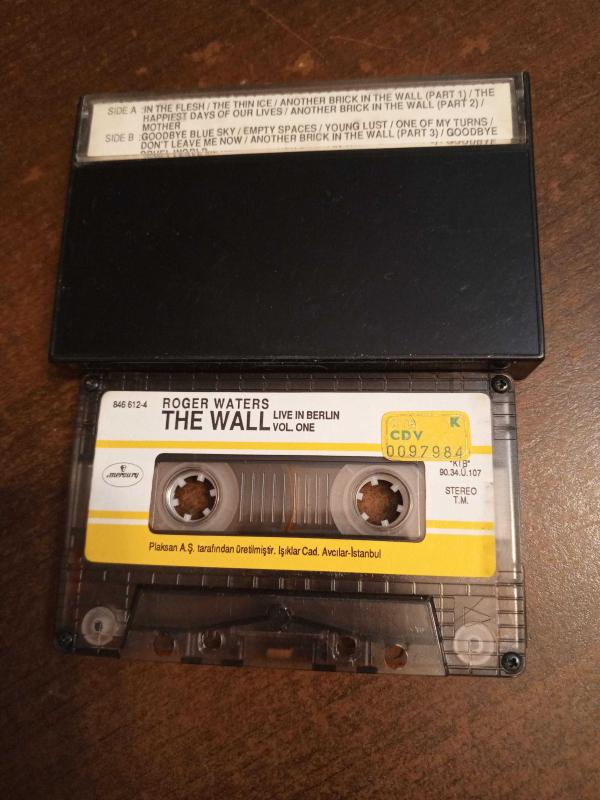 SIDE A :IN THE FLESH / THE THIN ICE / ANOTHER BRICK IN THE WALL (PART 1) / THE
HAPPIEST DAYS OF OUR LIVES / ANOTHER BRICK IN THE WALL (PART 2) /
MOTHER
SIDE B :GOODBYE BLUE SKY / EMPTY SPACES / YOUNG LUST / ONE OF MY TURNS /
DON'T LEAVE ME NOW / ANOTHER BRICK IN THE WALL (PART 3) / GOODBYE
846 612-4
ROGER WATERS
THE WALL LIVE IN BERLIN
VOL. ONE
K
CDV
0097984
mercury
"KTB"
90.34.Ü.107
STEREO
T.M.
Plaksan A.Ş. tarafından üretilmiştir. Işıklar Cad. Avcılar-İstanbul